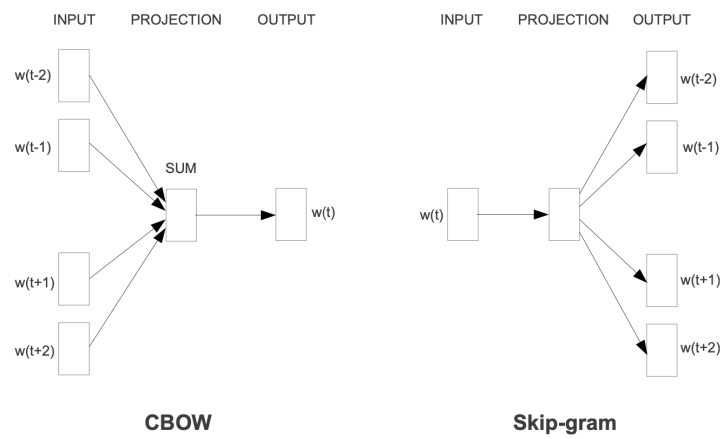 INPUT PROJECTION OUTPUT
w(t-2)
w(t-1)
SUM
w(t)
w(t+1)
w(t+2)
CBOW
INPUT PROJECTION OUTPUT
w(t-2)
w(t-1)
w(t)
w(t+1)
w(t+2)
Skip-gram